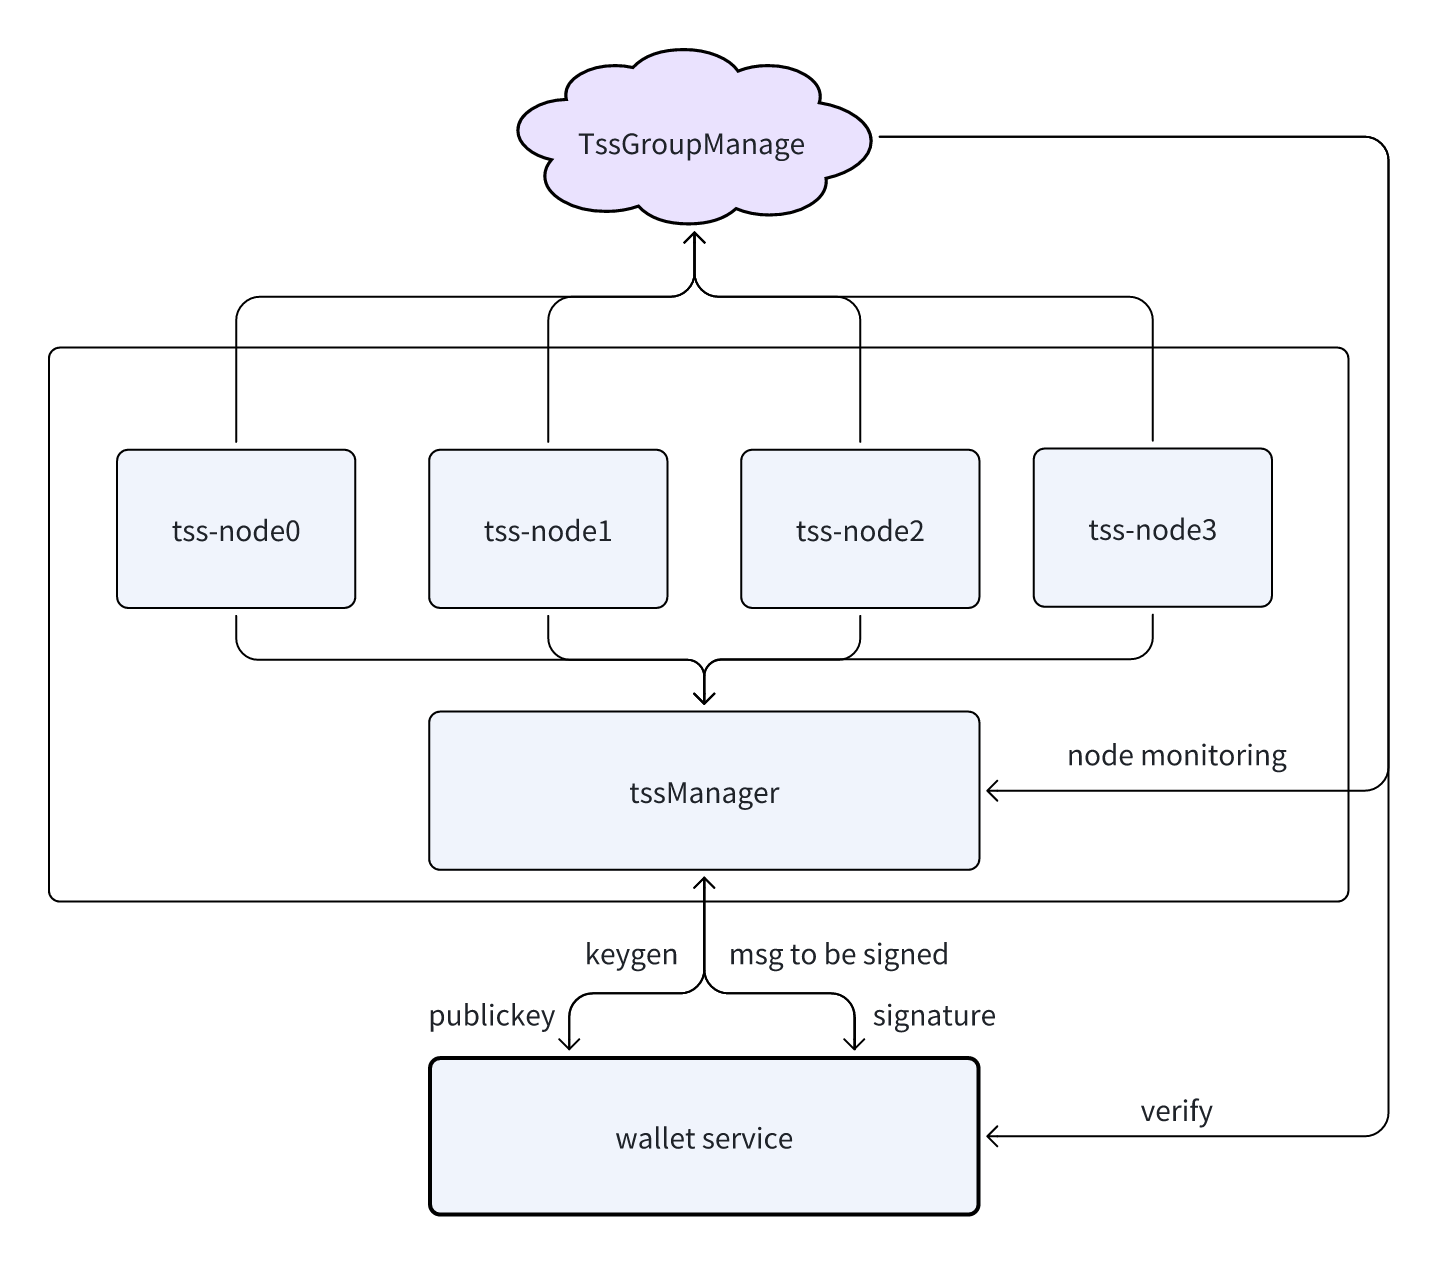 TssGroupManage
tss-node0
tss-node1
tss-node2
tss-node3
node monitoring
tssManager
keygen
msg to be signed
publickey
signature
verify
wallet service